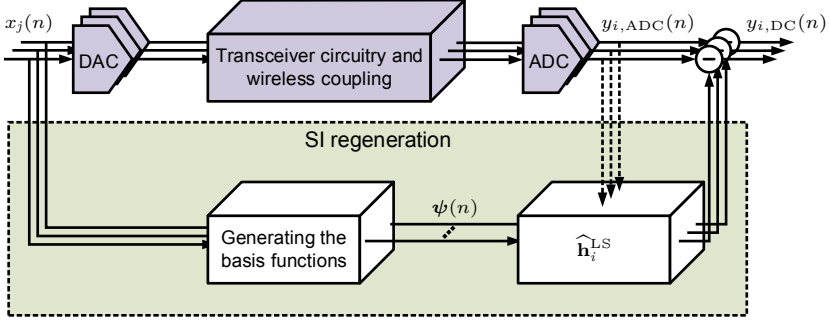 x_j(n)
y_{i,ADC}(n)
y_{i,DC}(n)
DAC
Transceiver circuitry and
wireless coupling
ADC
SI regeneration
ψ(n)
Generating the
basis functions
ĥ_i^{LS}